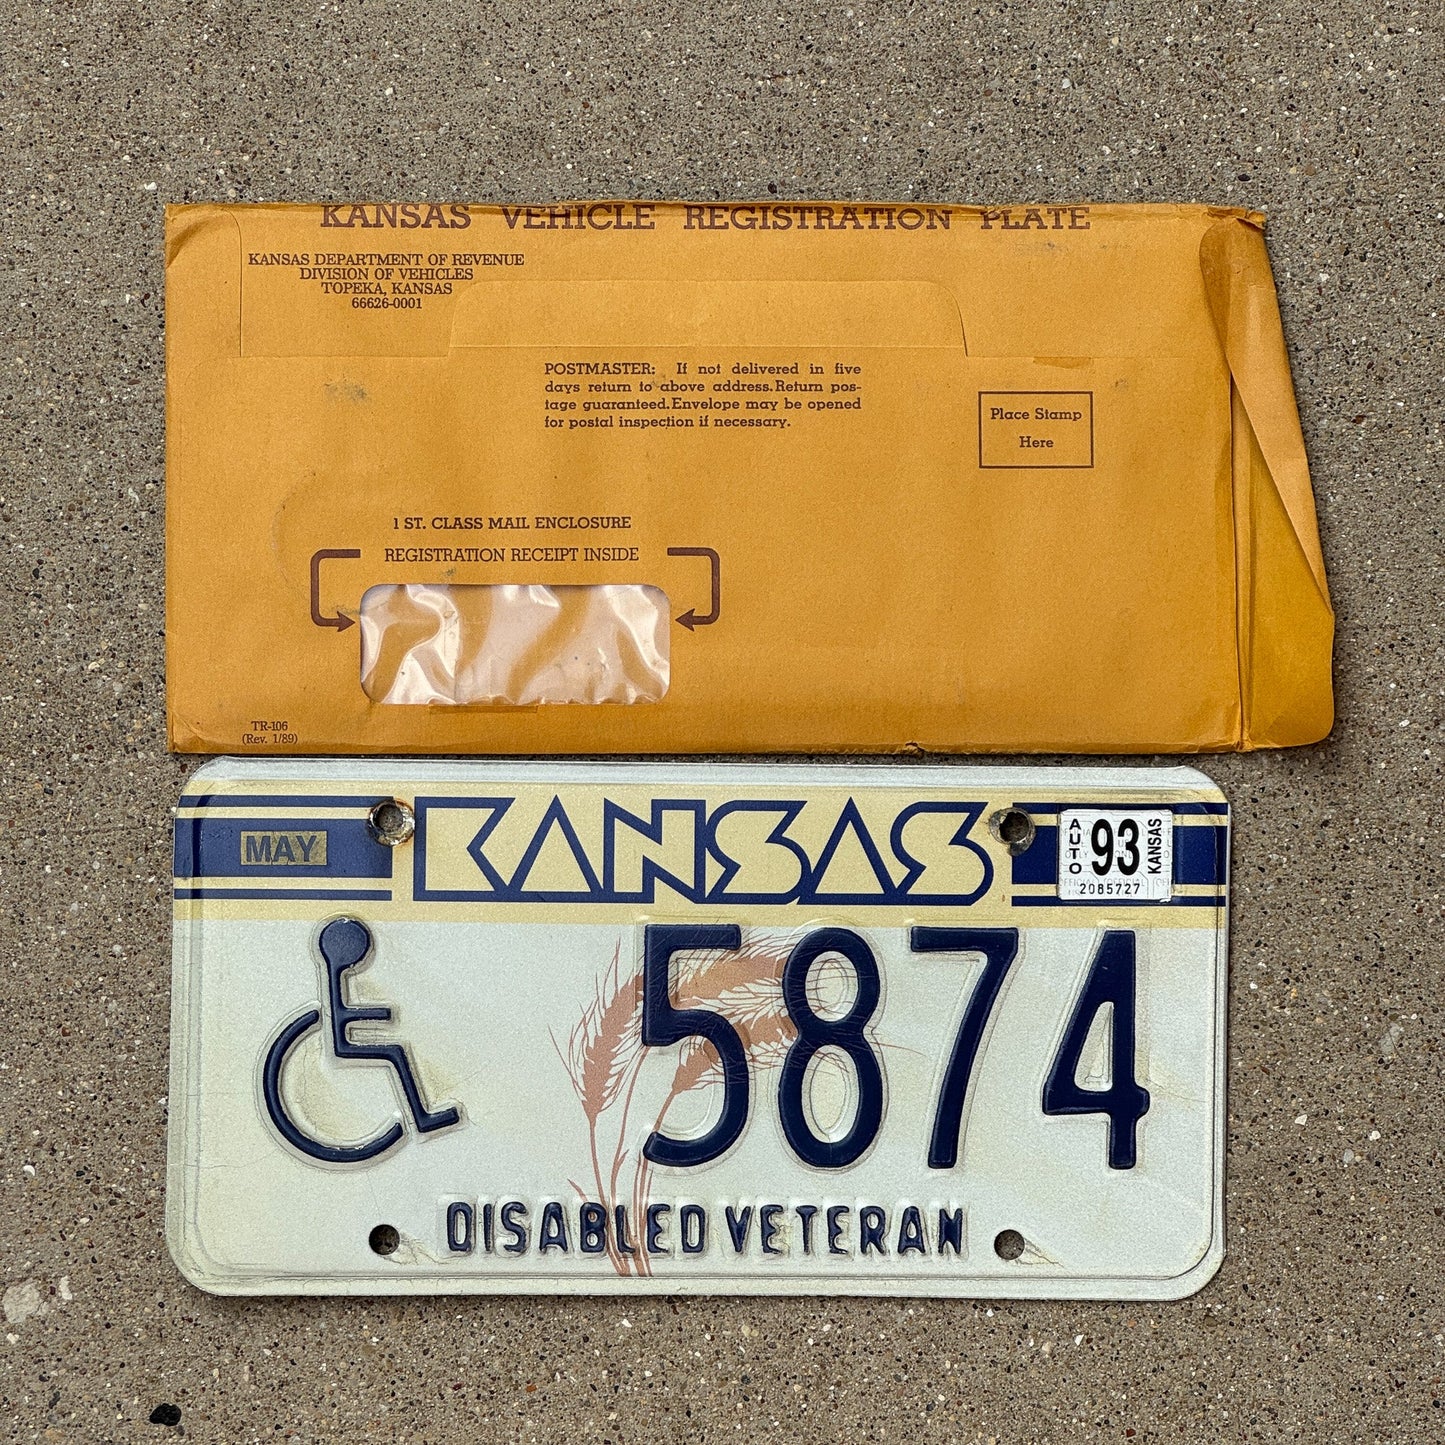 KANSAS VEHICLE REGISTRATION PLATE
KANSAS DEPARTMENT OF REVENUE
DIVISION OF VEHICLES
TOPEKA, KANSAS
66626-0001
POSTMASTER: If not delivered in five
days return to above address. Return pos-
tage guaranteed. Envelope may be opened
for postal inspection if necessary.
Place Stamp
Here
1 ST. CLASS MAIL ENCLOSURE
REGISTRATION RECEIPT INSIDE
TR-106
(Rev. 1/89)
MAY
KANSAS
AUTO
93
KANSAS
2085727
5874
DISABLED VETERAN